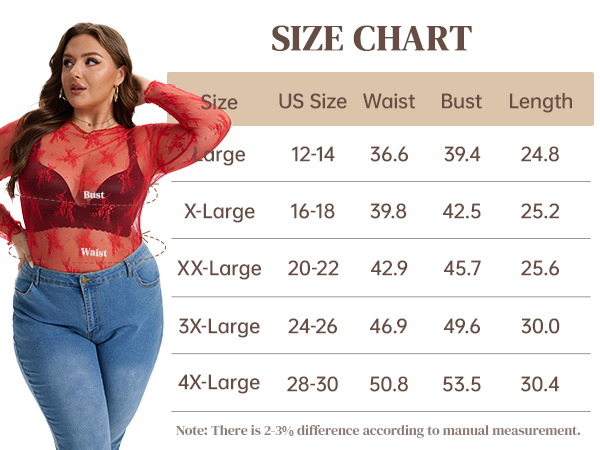 SIZE CHART
Size US Size Waist Bust Length
Large 12-14 36.6 39.4 24.8
X-Large 16-18 39.8 42.5 25.2
XX-Large 20-22 42.9 45.7 25.6
3X-Large 24-26 46.9 49.6 30.0
4X-Large 28-30 50.8 53.5 30.4
Bust
Waist
Note: There is 2-3% difference according to manual measurement.